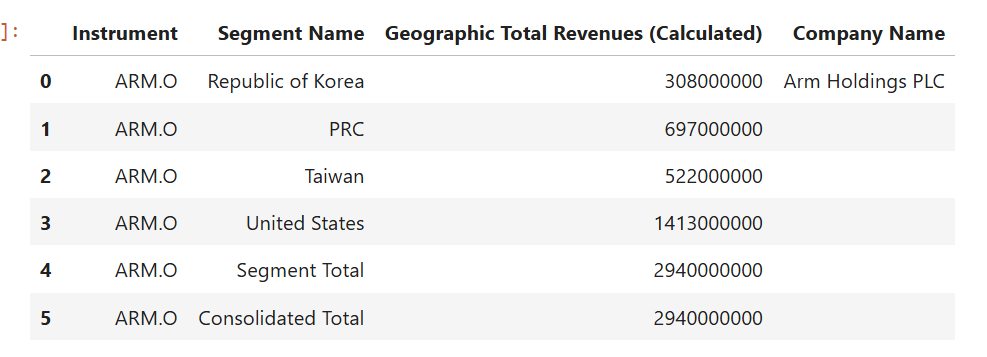 ]:
Instrument Segment Name Geographic Total Revenues (Calculated) Company Name
0 ARM.O Republic of Korea 308000000 Arm Holdings PLC
1 ARM.O PRC 697000000
2 ARM.O Taiwan 522000000
3 ARM.O United States 1413000000
4 ARM.O Segment Total 2940000000
5 ARM.O Consolidated Total 2940000000